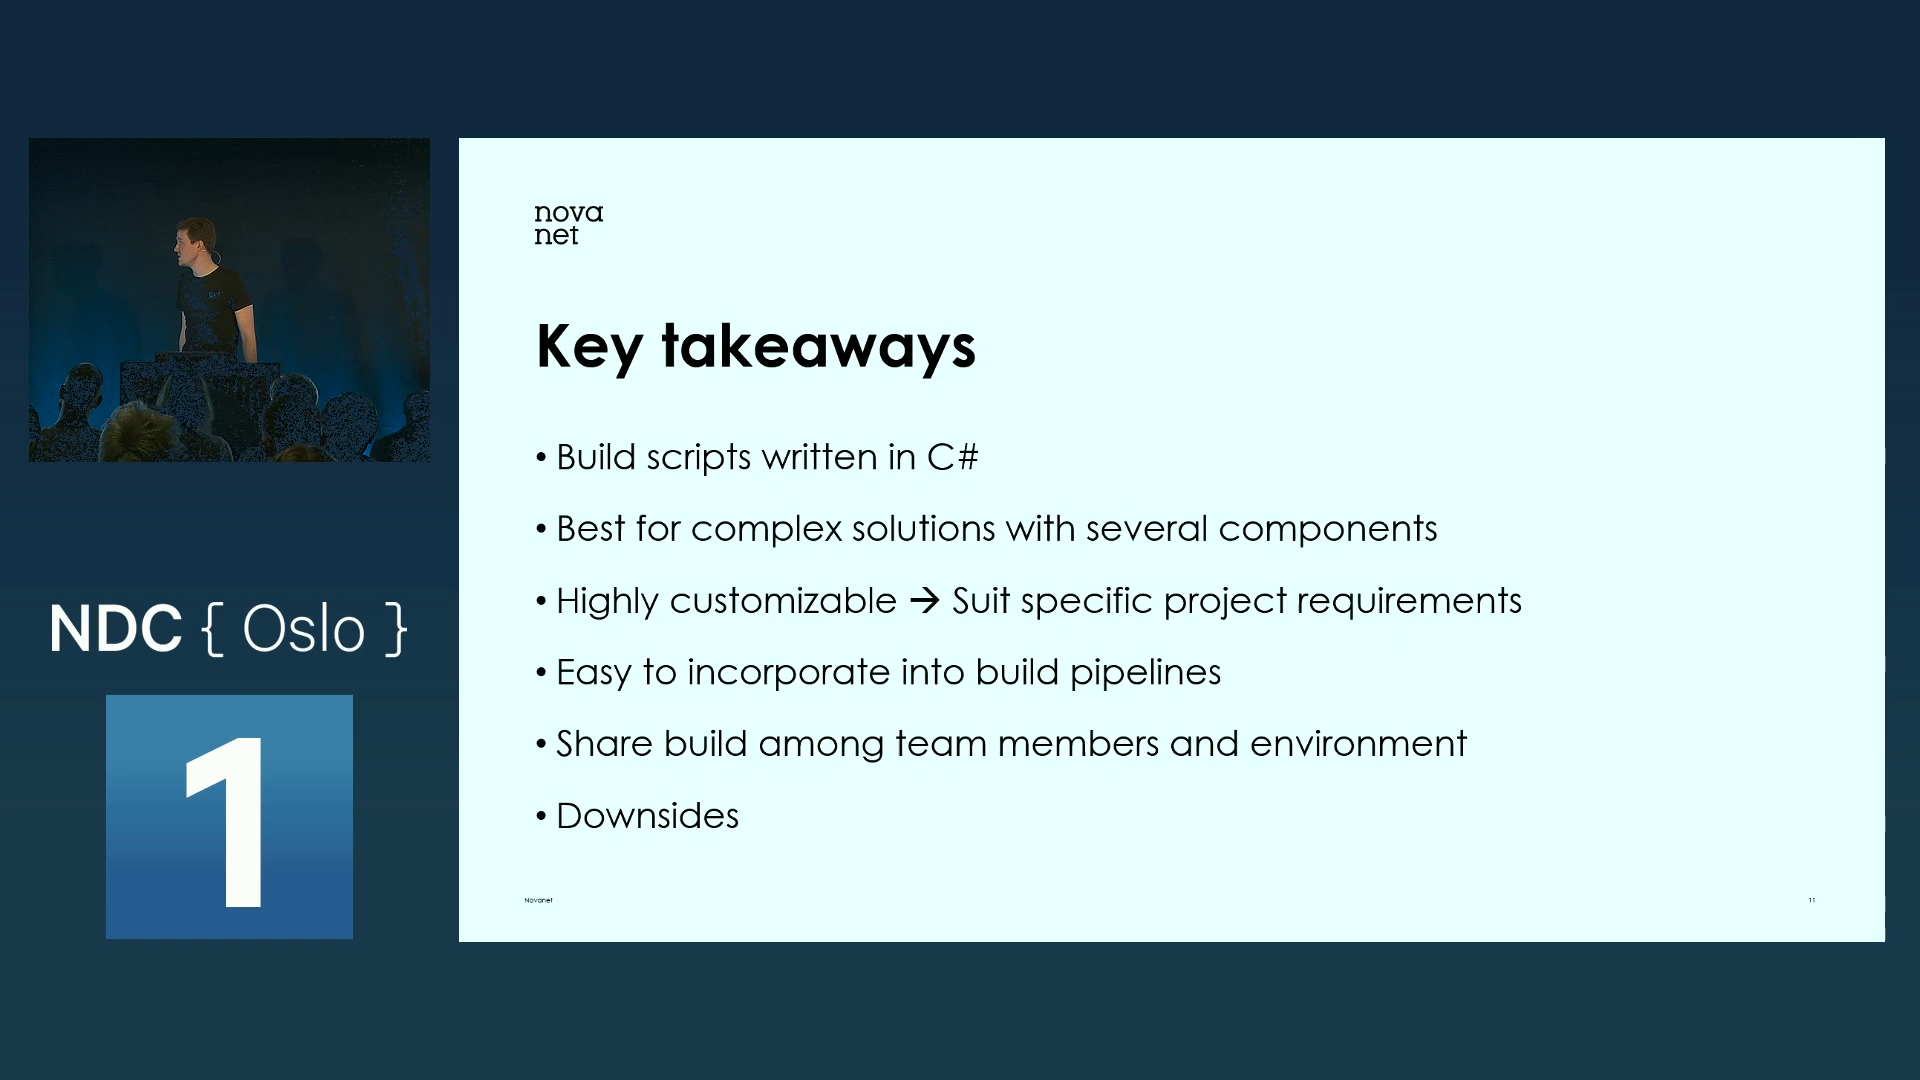 nova
net
Key takeaways
• Build scripts written in C#
• Best for complex solutions with several components
• Highly customizable → Suit specific project requirements
• Easy to incorporate into build pipelines
• Share build among team members and environment
• Downsides
Novanet
11
NDC { Oslo }
1